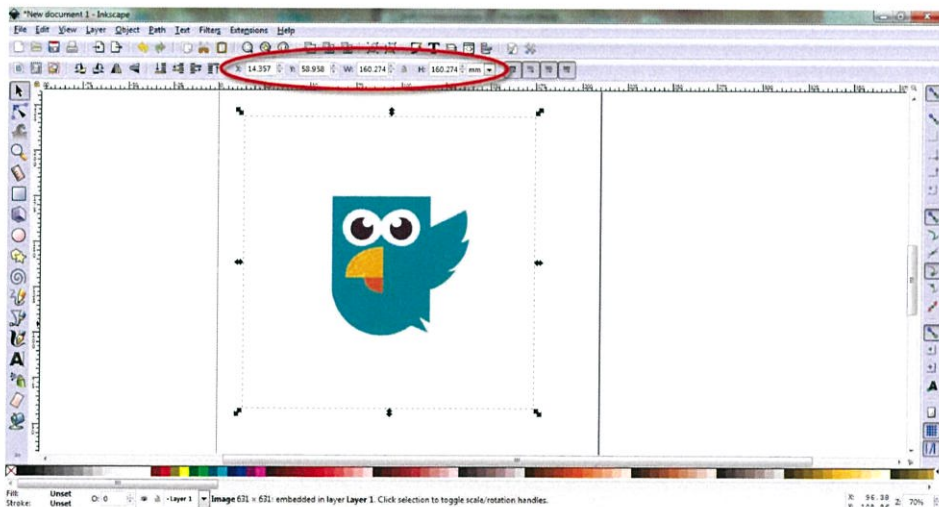 *New document 1 - Inkscape
File Edit View Layer Object Path Text Filters Extensions Help
X: 14.357 Y: 58.958 W: 160.274 H: 160.274 mm
A
Fill: Unset
Stroke: Unset
O: 0
Layer 1
Image 631 × 631: embedded in layer Layer 1. Click selection to toggle scale/rotation handles.
X: 96.38
Z: 70%